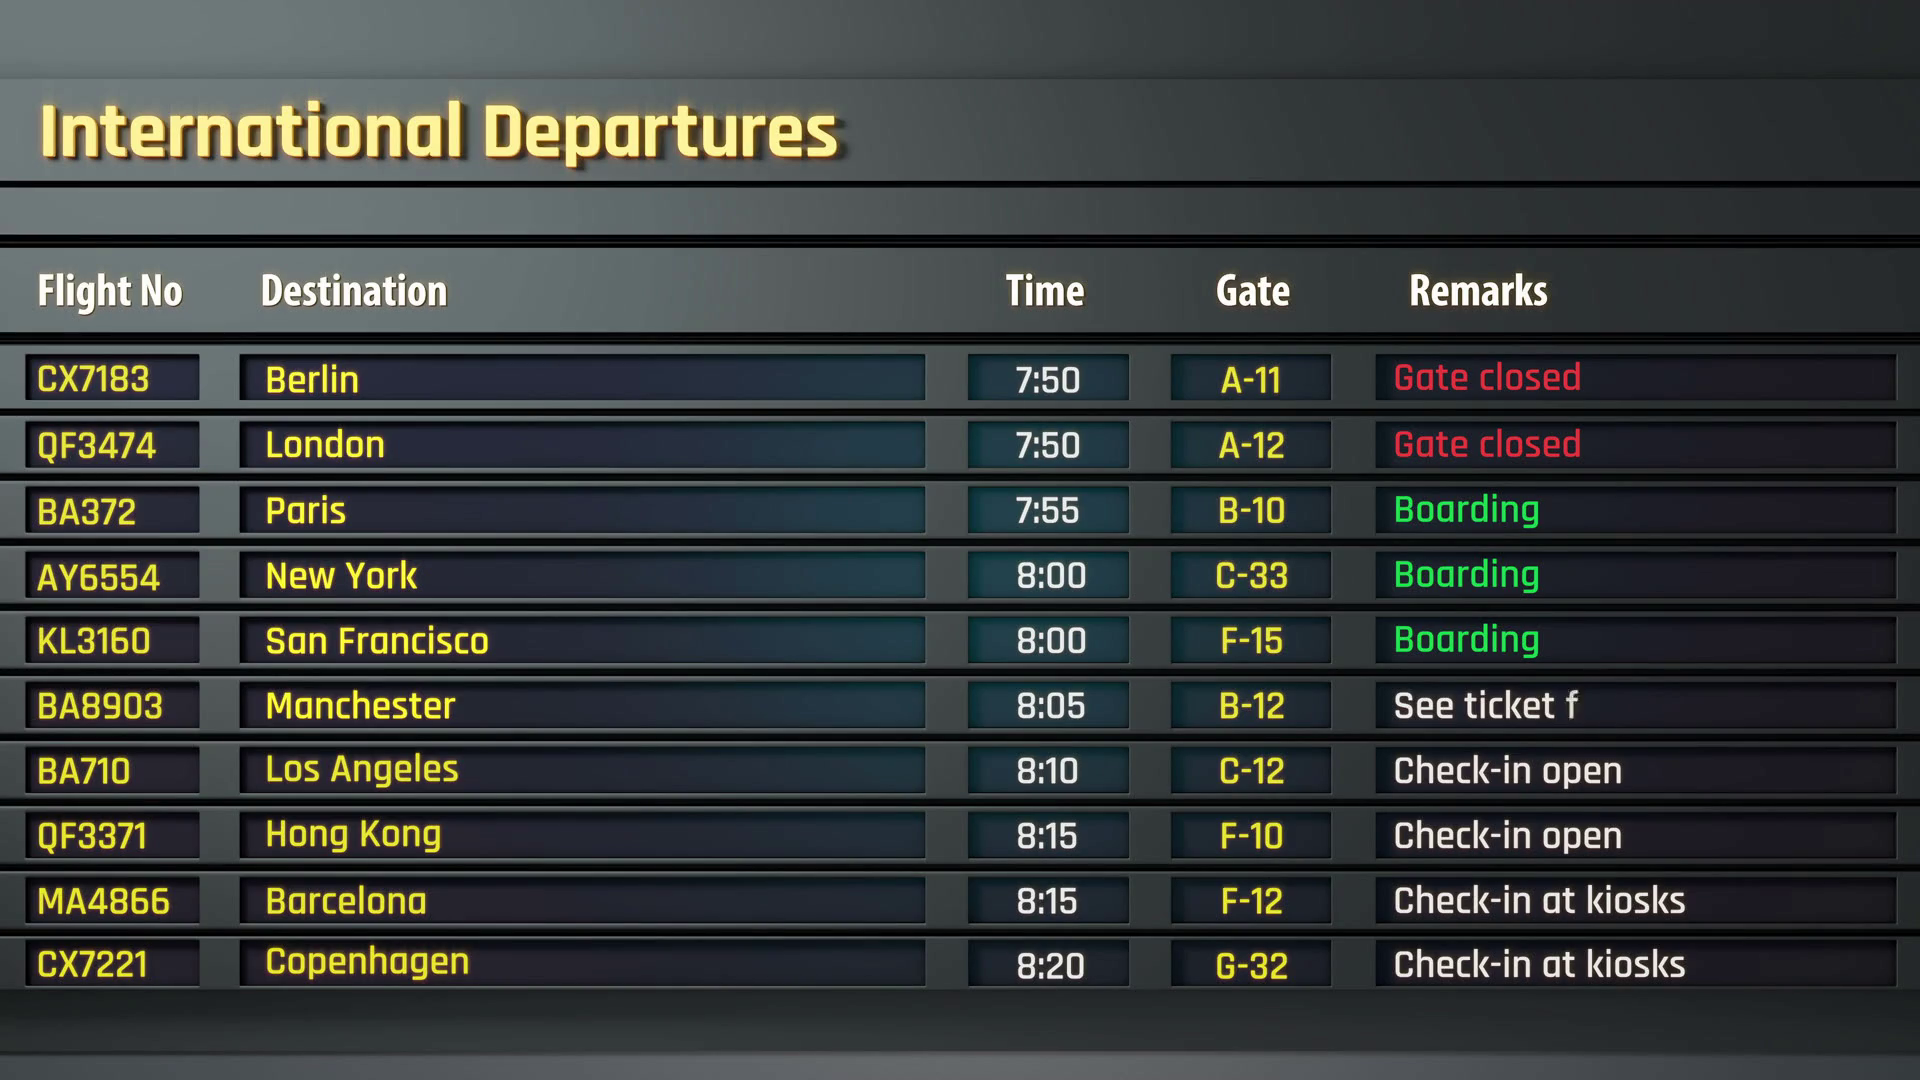 International Departures
Flight No Destination Time Gate Remarks
CX7183 Berlin 7:50 A-11 Gate closed
QF3474 London 7:50 A-12 Gate closed
BA372 Paris 7:55 B-10 Boarding
AY6554 New York 8:00 C-33 Boarding
KL3160 San Francisco 8:00 F-15 Boarding
BA8903 Manchester 8:05 B-12 See ticket f
BA710 Los Angeles 8:10 C-12 Check-in open
QF3371 Hong Kong 8:15 F-10 Check-in open
MA4866 Barcelona 8:15 F-12 Check-in at kiosks
CX7221 Copenhagen 8:20 G-32 Check-in at kiosks